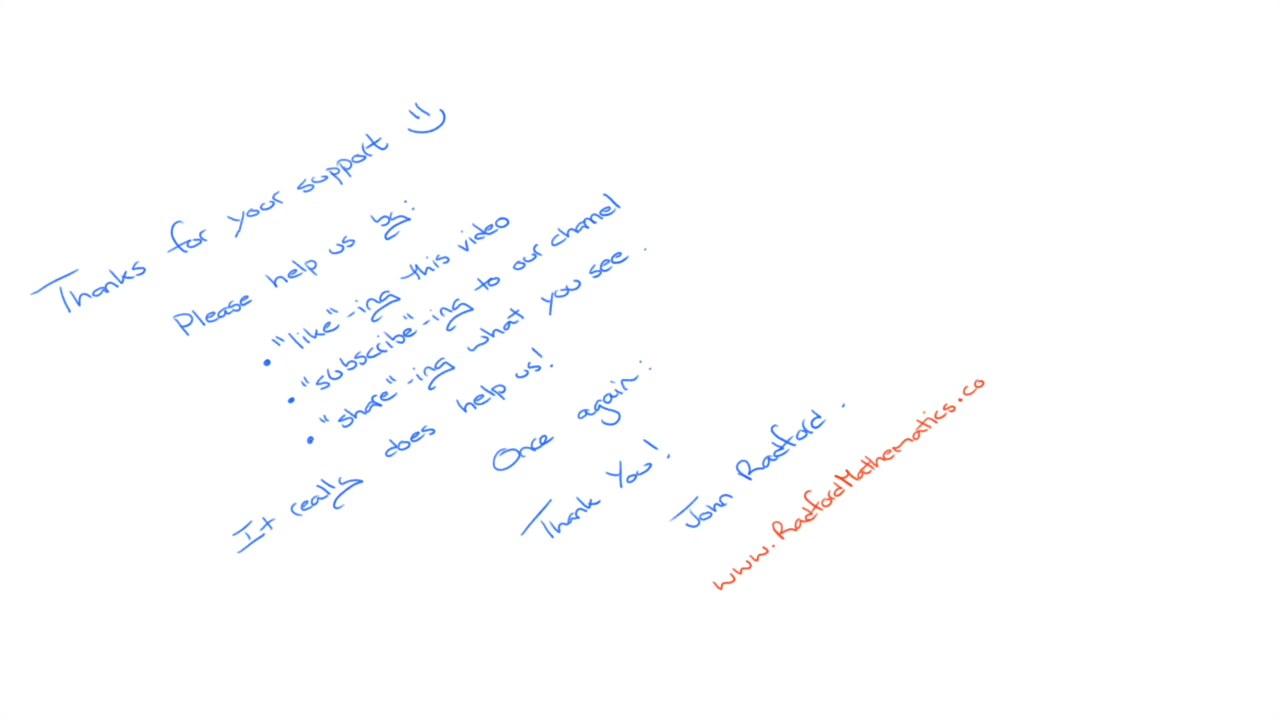 Thanks for your support
Please help us by:
• "like"-ing this video
• "subscribe"-ing to our channel
• "share"-ing what you see.
It really does help us!
Once again:
Thank You!
John Radford.
www.RadfordMathematics.co